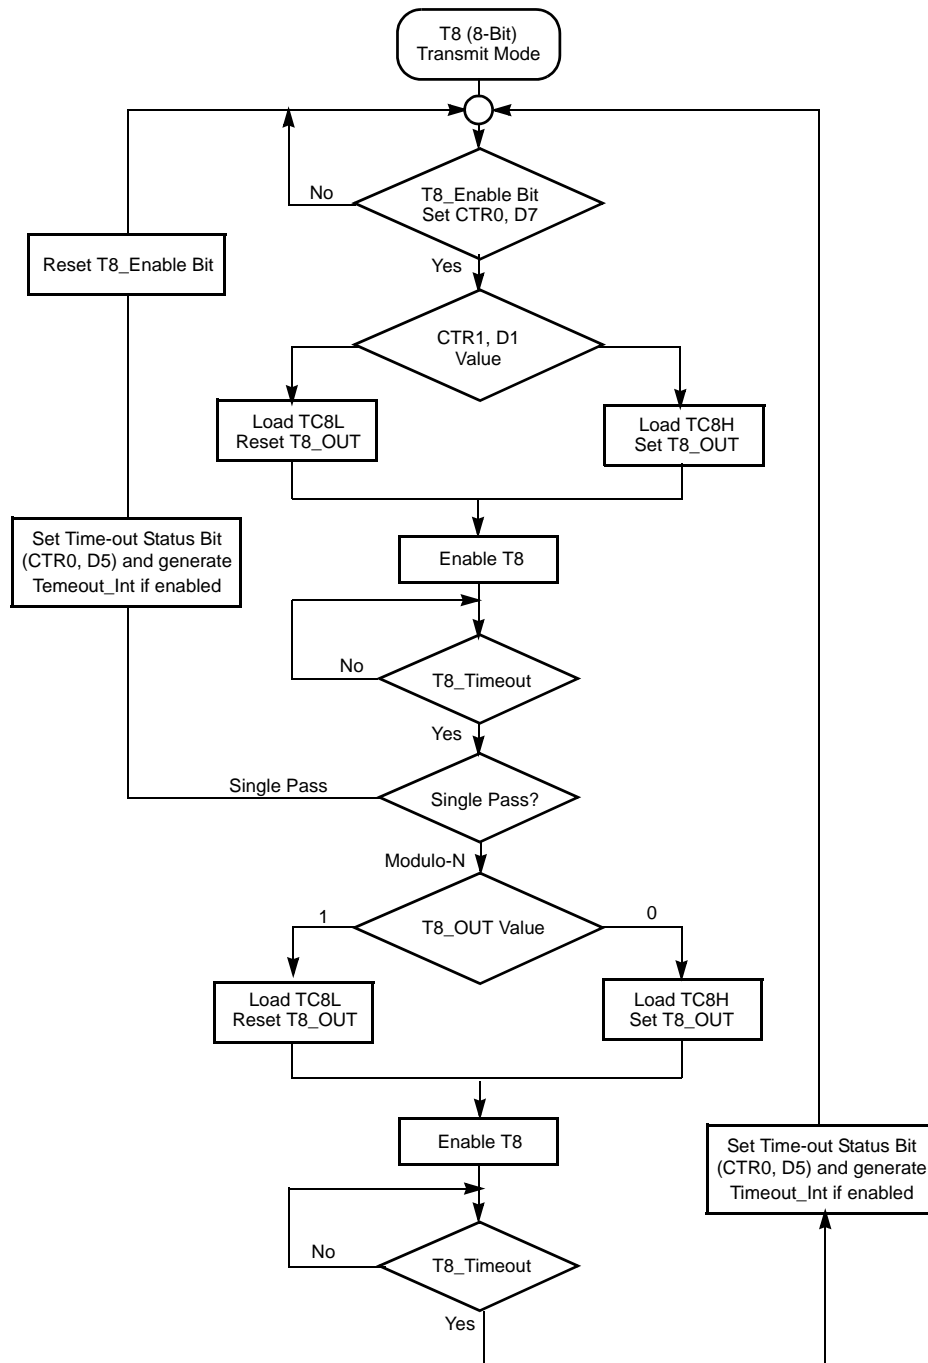 T8 (8-Bit)
Transmit Mode
No
T8_Enable Bit
Set CTR0, D7
Yes
Reset T8_Enable Bit
CTR1, D1
Value
Load TC8L
Reset T8_OUT
Load TC8H
Set T8_OUT
Set Time-out Status Bit
(CTR0, D5) and generate
Temeout_Int if enabled
Enable T8
No
T8_Timeout
Yes
Single Pass
Single Pass?
Modulo-N
1
T8_OUT Value
0
Load TC8L
Reset T8_OUT
Load TC8H
Set T8_OUT
Enable T8
Set Time-out Status Bit
(CTR0, D5) and generate
Timeout_Int if enabled
No
T8_Timeout
Yes